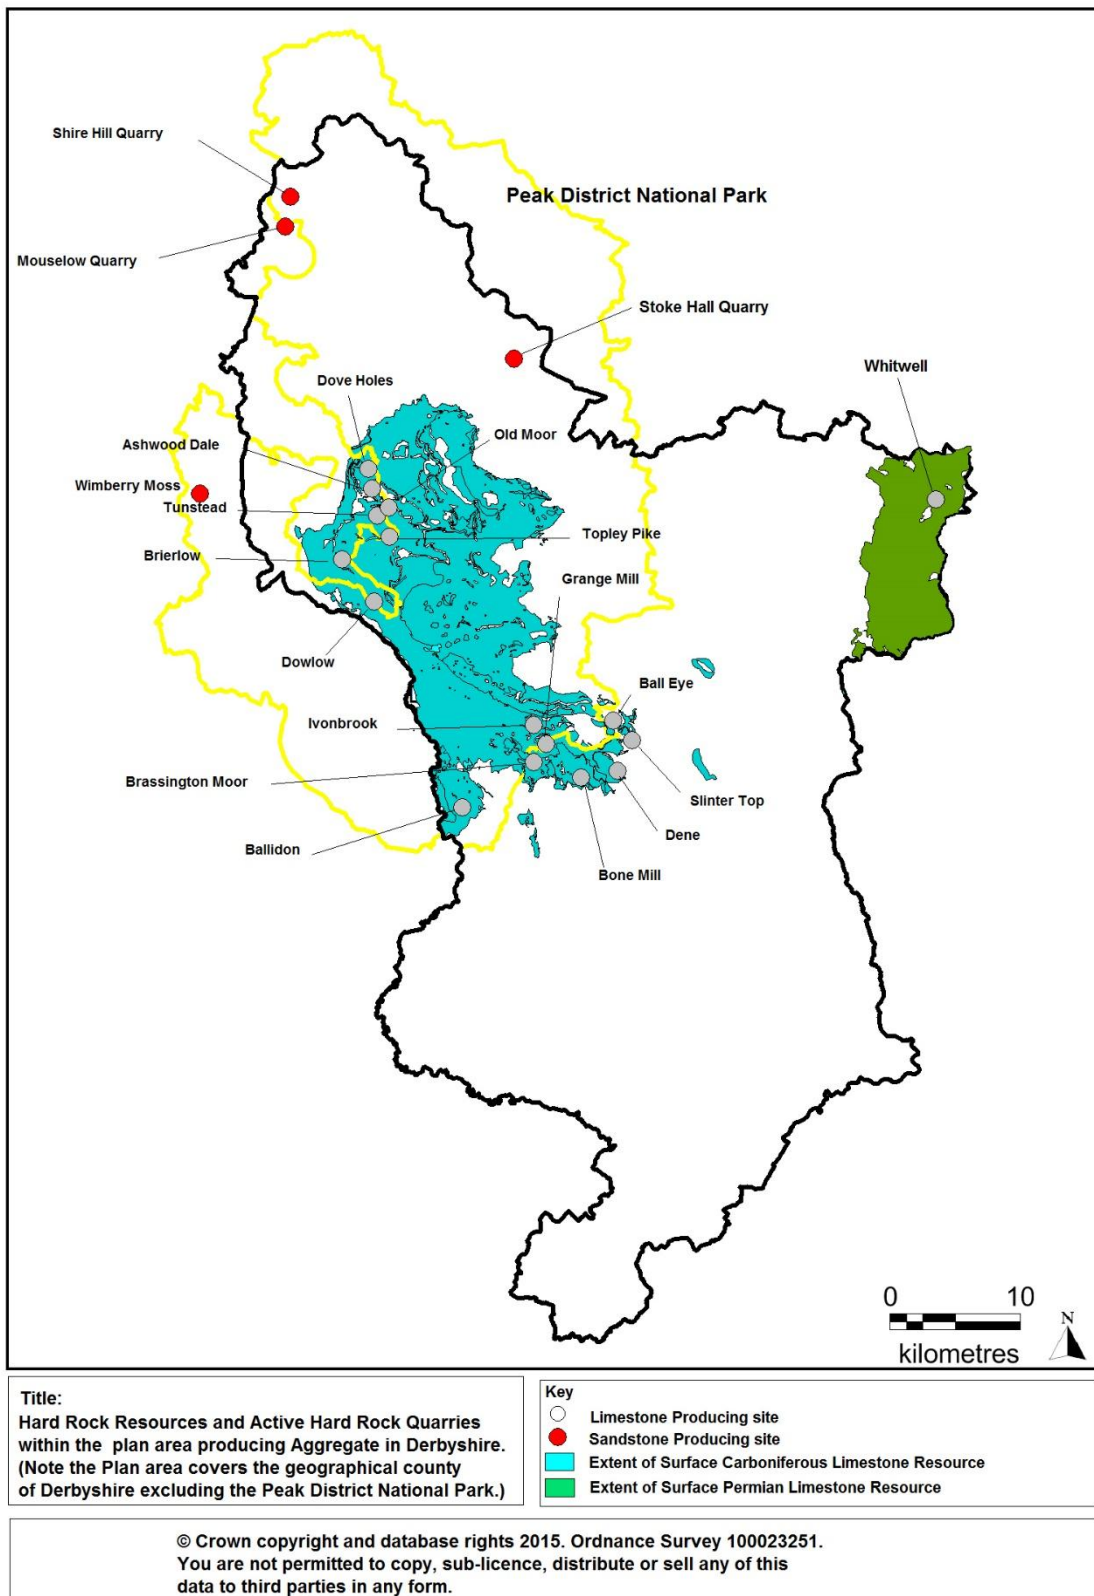 Shire Hill Quarry
Peak District National Park
Mouselow Quarry
Stoke Hall Quarry
Whitwell
Dove Holes
Old Moor
Ashwood Dale
Wimberry Moss
Tunstead
Topley Pike
Brierlow
Grange Mill
Dowlow
Ball Eye
Ivonbrook
Brassington Moor
Slinter Top
Dene
Ballidon
Bone Mill
0 10
kilometres
N
Title:
Hard Rock Resources and Active Hard Rock Quarries
within the plan area producing Aggregate in Derbyshire.
(Note the Plan area covers the geographical county
of Derbyshire excluding the Peak District National Park.)
Key
Limestone Producing site
Sandstone Producing site
Extent of Surface Carboniferous Limestone Resource
Extent of Surface Permian Limestone Resource
© Crown copyright and database rights 2015. Ordnance Survey 100023251.
You are not permitted to copy, sub-licence, distribute or sell any of this
data to third parties in any form.